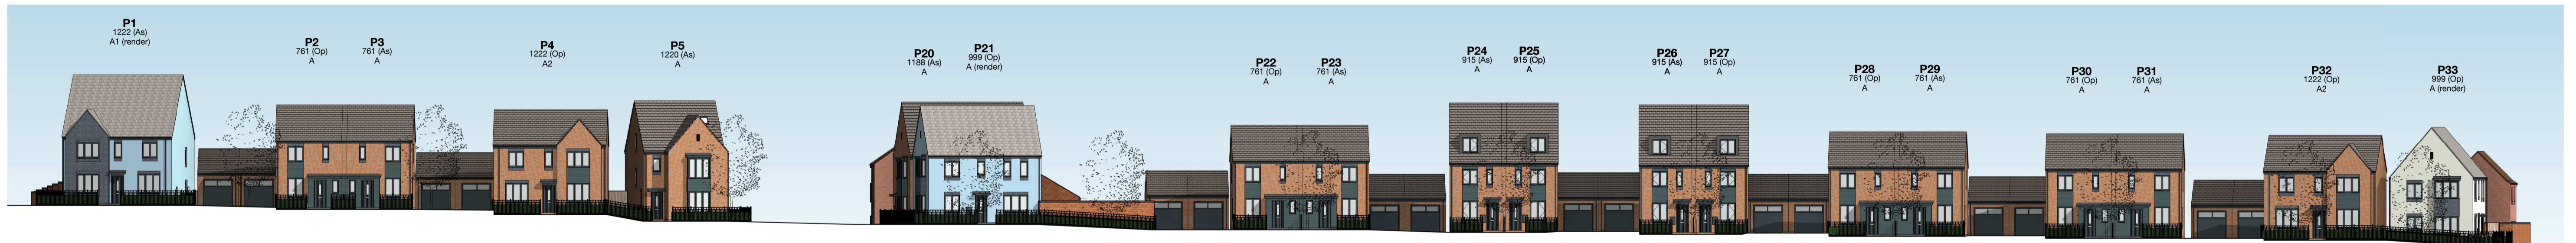 P1
1222 (As)
A1 (render)
P2
761 (Op)
A
P3
761 (As)
A
P4
1222 (Op)
A2
P5
1220 (As)
A
P20
1188 (As)
A
P21
999 (Op)
A (render)
P22
761 (Op)
A
P23
761 (As)
A
P24
915 (As)
A
P25
915 (Op)
A
P26
915 (As)
A
P27
915 (Op)
A
P28
761 (Op)
A
P29
761 (As)
A
P30
761 (Op)
A
P31
761 (As)
A
P32
1222 (Op)
A2
P33
999 (Op)
A (render)